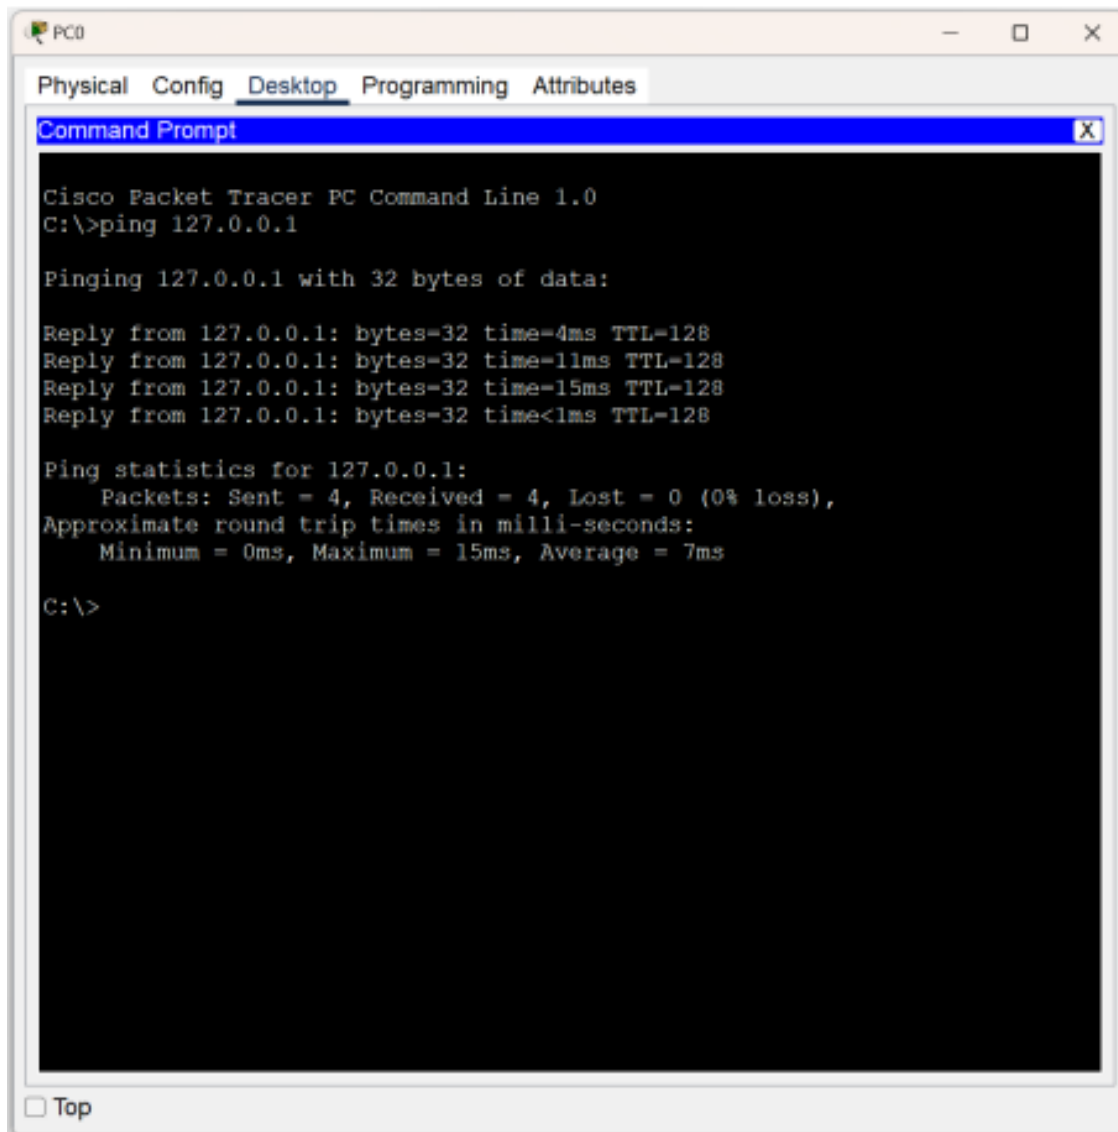 PC0
Physical Config Desktop Programming Attributes
Command Prompt X
Cisco Packet Tracer PC Command Line 1.0
C:\>ping 127.0.0.1
Pinging 127.0.0.1 with 32 bytes of data:
Reply from 127.0.0.1: bytes=32 time=4ms TTL=128
Reply from 127.0.0.1: bytes=32 time=11ms TTL=128
Reply from 127.0.0.1: bytes=32 time=15ms TTL=128
Reply from 127.0.0.1: bytes=32 time<1ms TTL=128
Ping statistics for 127.0.0.1:
Packets: Sent = 4, Received = 4, Lost = 0 (0% loss),
Approximate round trip times in milli-seconds:
Minimum = 0ms, Maximum = 15ms, Average = 7ms
C:\>
Top